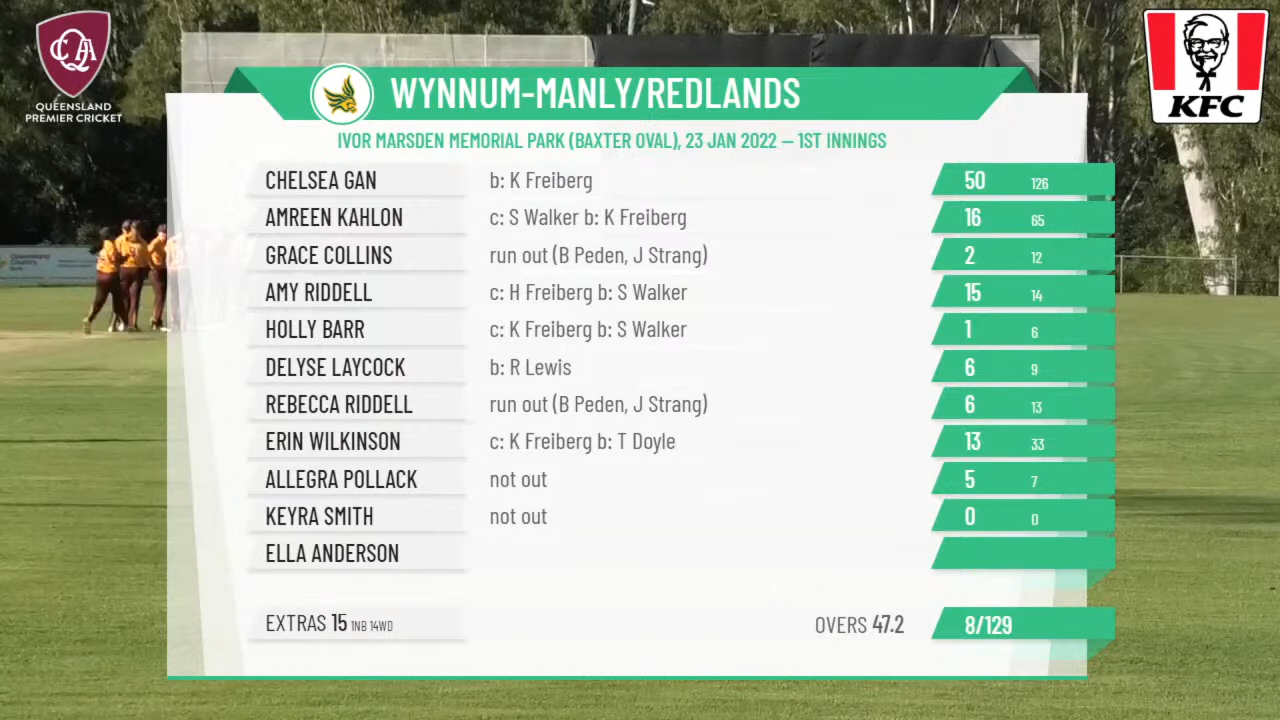 QUEENSLAND
PREMIER CRICKET
KFC
WYNNUM-MANLY/REDLANDS
IVOR MARSDEN MEMORIAL PARK (BAXTER OVAL), 23 JAN 2022 – 1ST INNINGS
CHELSEA GAN b: K Freiberg 50 126
AMREEN KAHLON c: S Walker b: K Freiberg 16 65
GRACE COLLINS run out (B Peden, J Strang) 2 12
AMY RIDDELL c: H Freiberg b: S Walker 15 14
HOLLY BARR c: K Freiberg b: S Walker 1 6
DELYSE LAYCOCK b: R Lewis 6 9
REBECCA RIDDELL run out (B Peden, J Strang) 6 13
ERIN WILKINSON c: K Freiberg b: T Doyle 13 33
ALLEGRA POLLACK not out 5 7
KEYRA SMITH not out 0 0
ELLA ANDERSON
EXTRAS 15 1NB 14WD OVERS 47.2 8/129